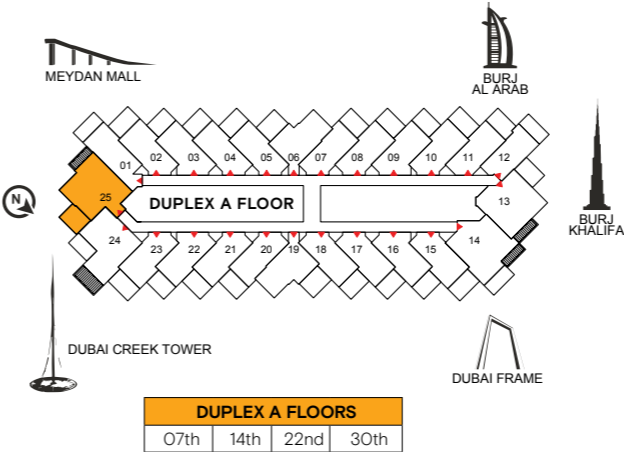 MEYDAN MALL
BURJ
AL ARAB
01 02 03 04 05 06 07 08 09 10 11 12
N
25
DUPLEX A FLOOR
13
BURJ
KHALIFA
24 23 22 21 20 19 18 17 16 15 14
DUBAI CREEK TOWER
DUBAI FRAME
DUPLEX A FLOORS
07th 14th 22nd 30th